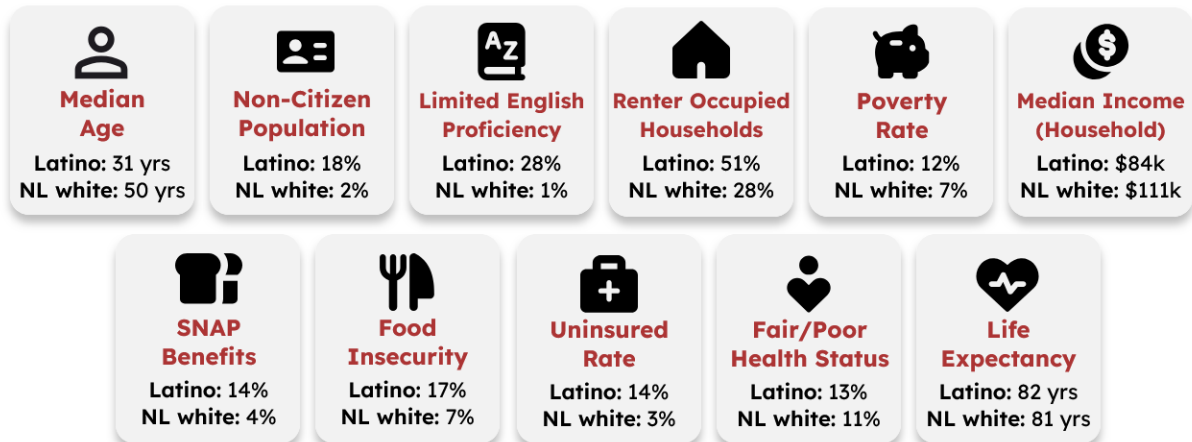 A Z
$
Median
Age
Latino: 31 yrs
NL white: 50 yrs
Non-Citizen
Population
Latino: 18%
NL white: 2%
Limited English
Proficiency
Latino: 28%
NL white: 1%
Renter Occupied
Households
Latino: 51%
NL white: 28%
Poverty
Rate
Latino: 12%
NL white: 7%
Median Income
(Household)
Latino: $84k
NL white: $111k
SNAP
Benefits
Latino: 14%
NL white: 4%
Food
Insecurity
Latino: 17%
NL white: 7%
Uninsured
Rate
Latino: 14%
NL white: 3%
Fair/Poor
Health Status
Latino: 13%
NL white: 11%
Life
Expectancy
Latino: 82 yrs
NL white: 81 yrs